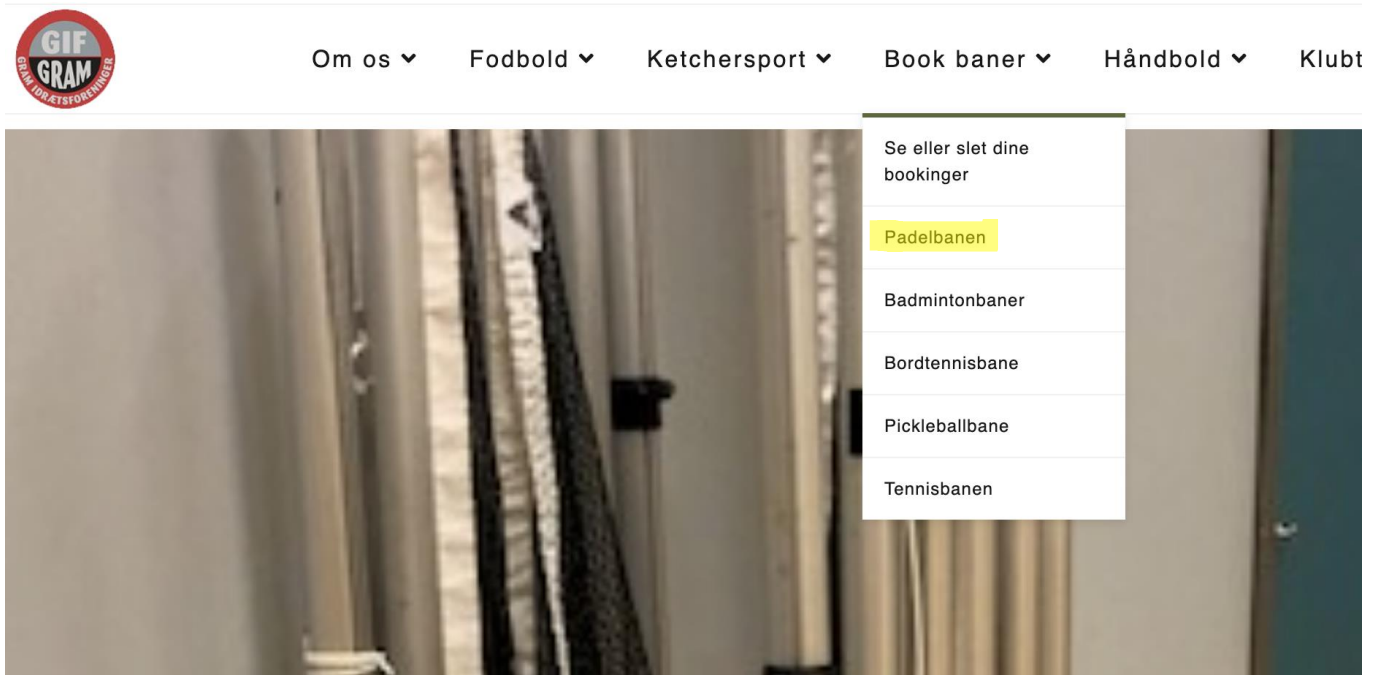 GIF
GRAM
GRAM IDRÆTSFORENINGER
Om os
Fodbold
Ketchersport
Book baner
Håndbold
Klubt
Se eller slet dine
bookinger
Padelbanen
Badmintonbaner
Bordtennisbane
Pickleballbane
Tennisbanen